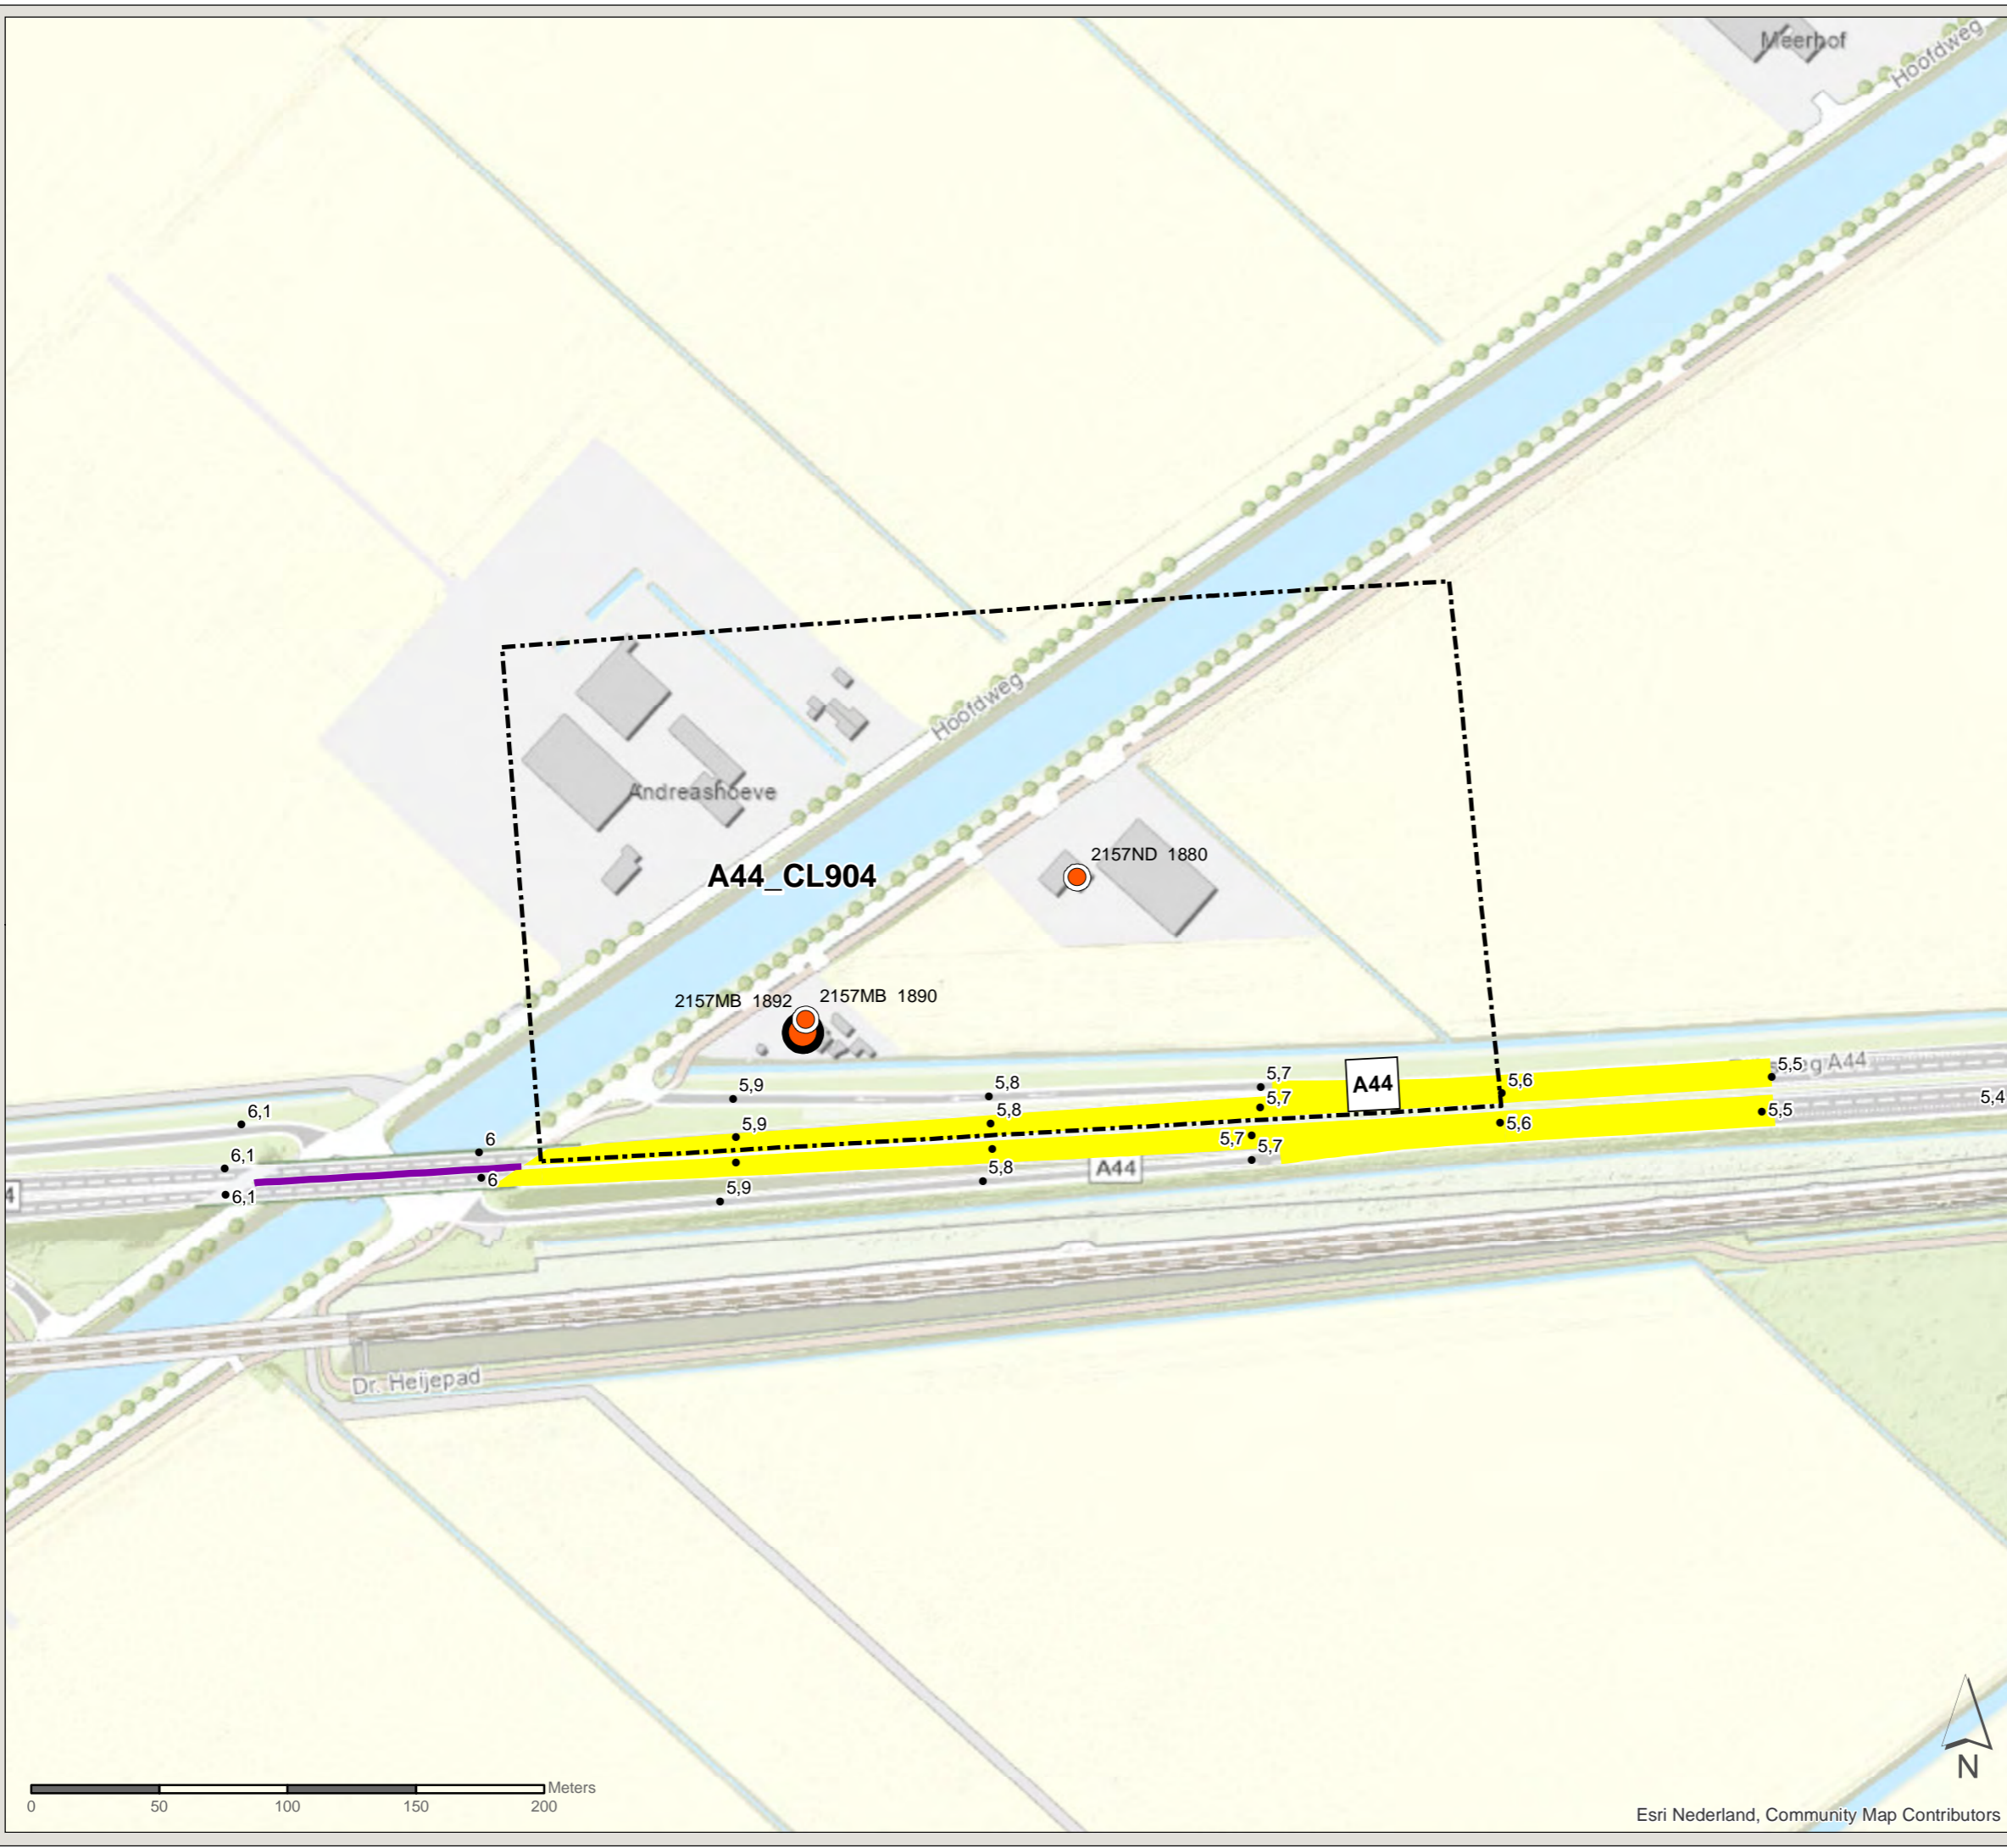 Meerhof
Hoofdweg
Hoofdweg
Andreashoeve
A44_CL904
2157ND 1880
2157MB 1892
2157MB 1890
A44
5,9
5,8
5,7
5,7
5,6
5,5
A44
5,4
6,1
5,9
5,8
5,5
6
5,7
5,7
5,6
6,1
6
5,8
A44
6,1
5,9
4
Dr. Heijepad
Meters
0 50 100 150 200
N
Esri Nederland, Community Map Contributors